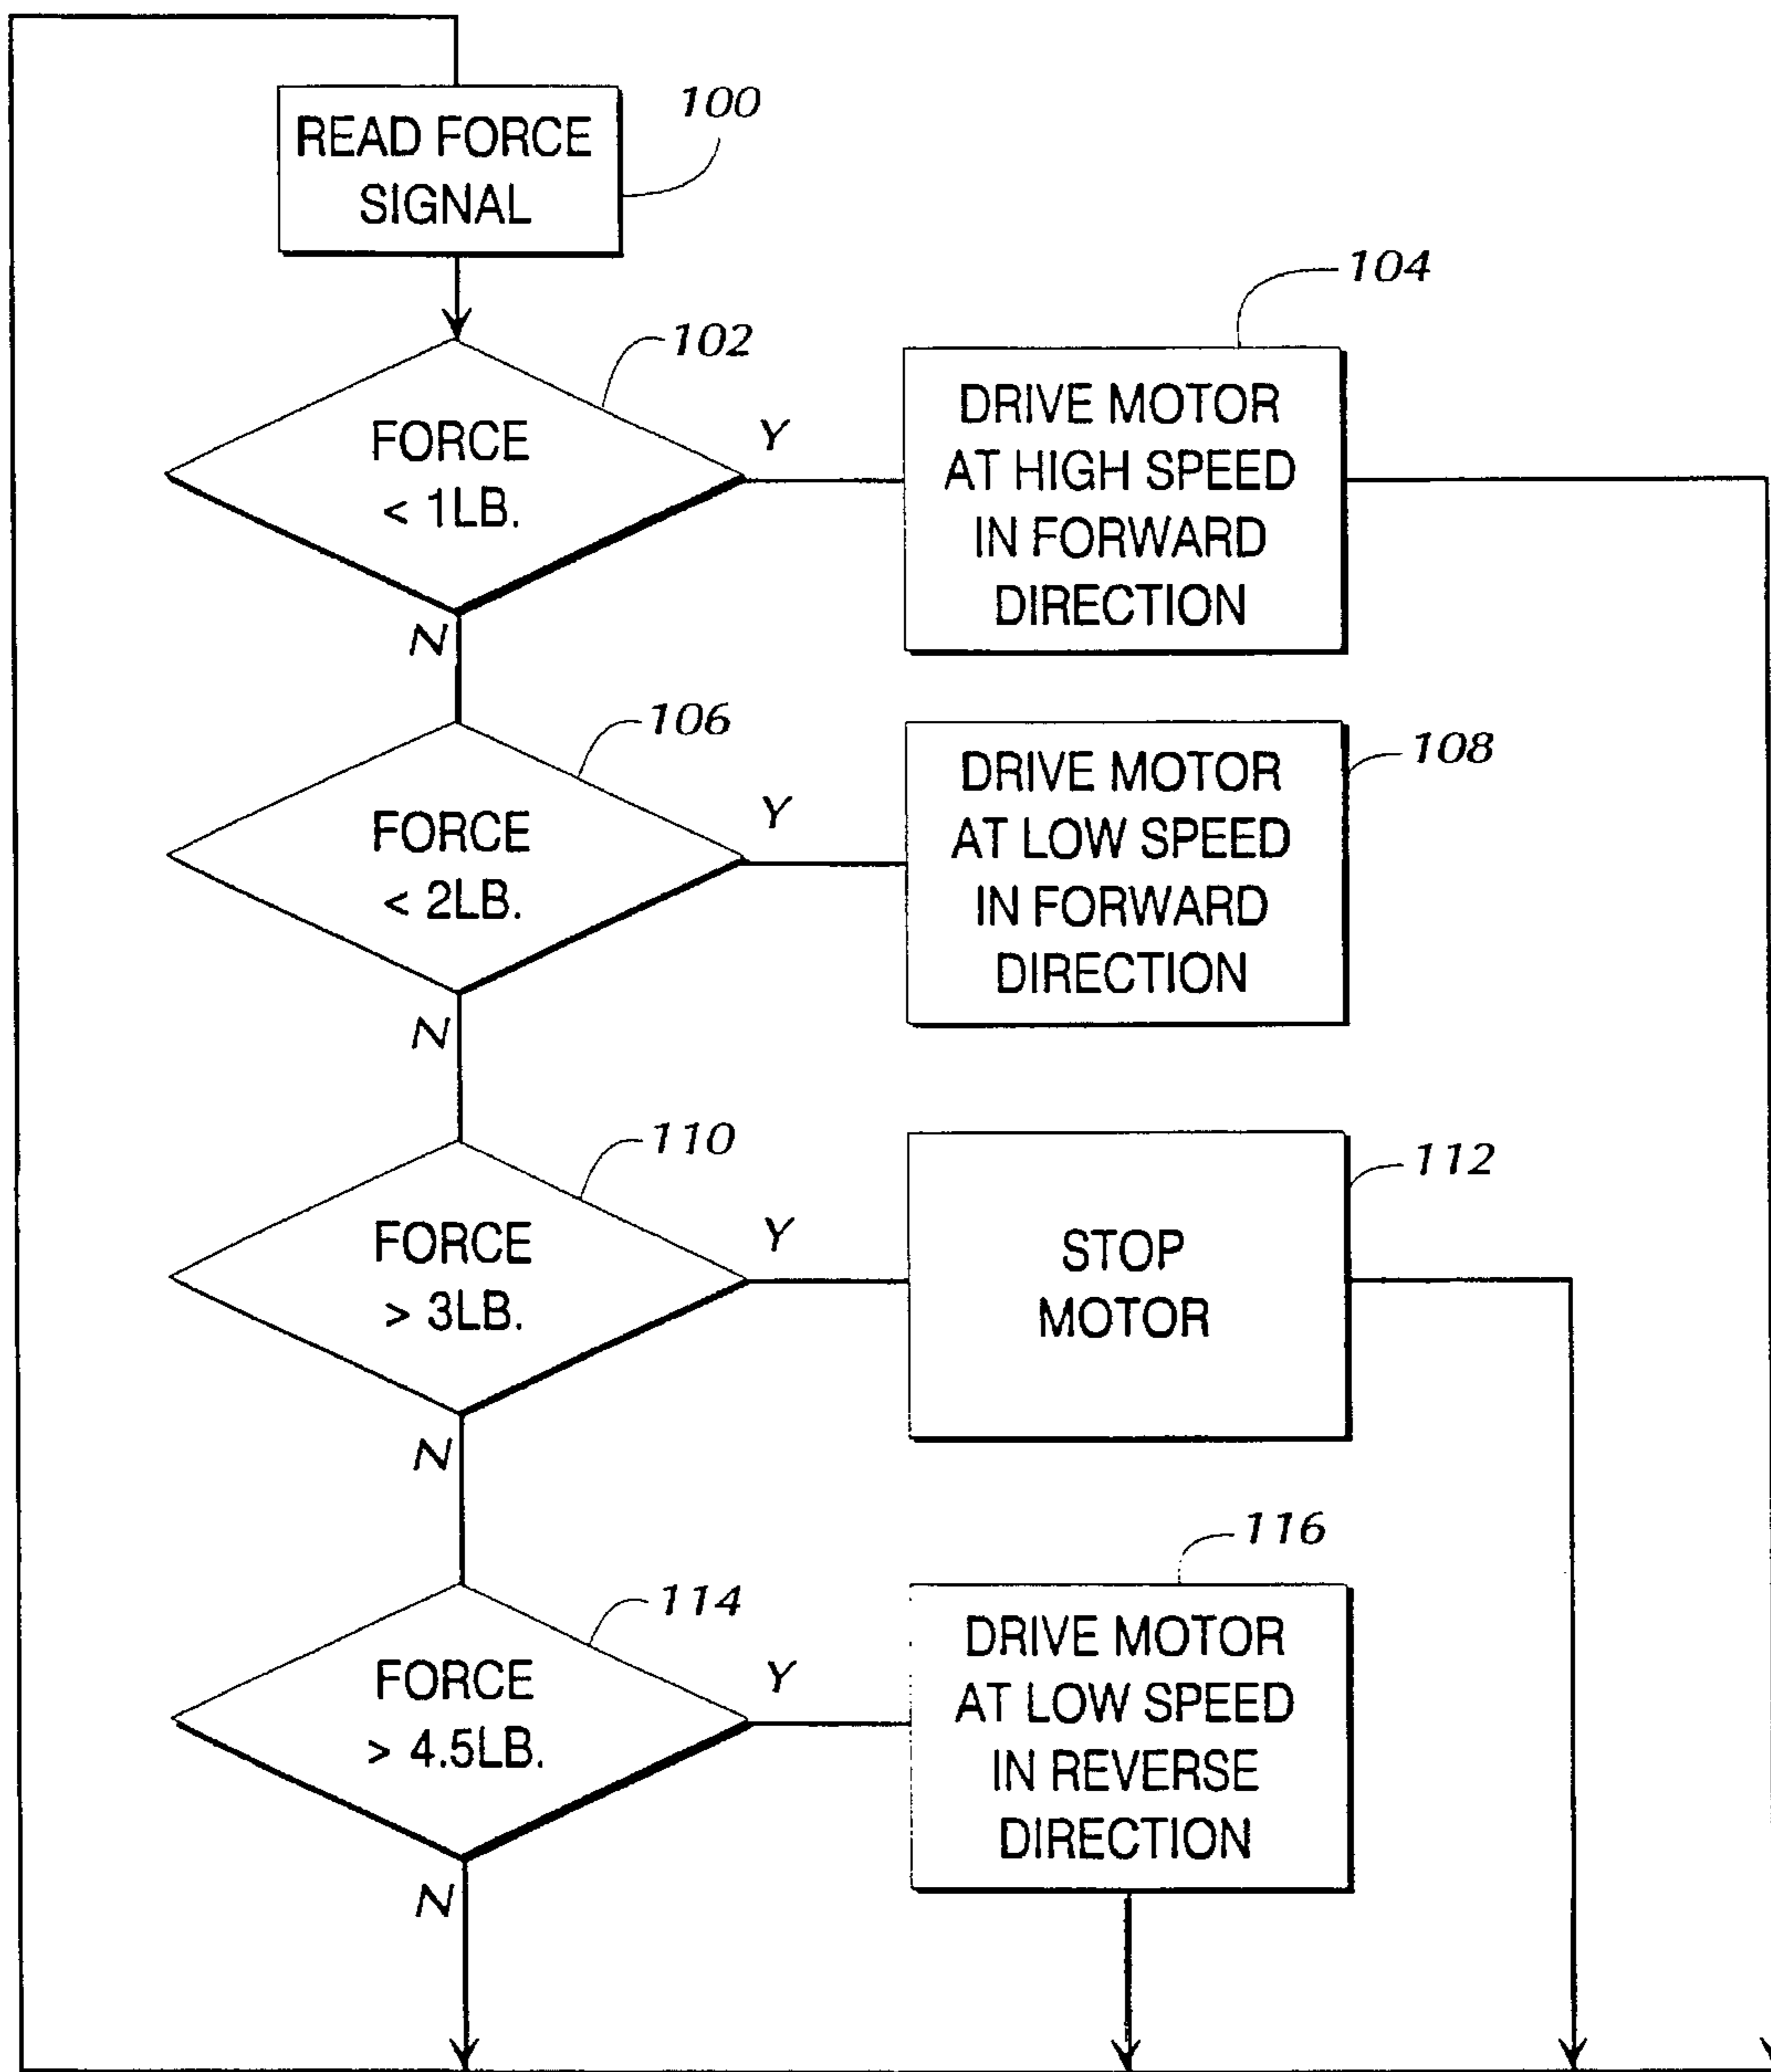 READ FORCE
SIGNAL
100
FORCE
< 1LB.
102
Y
N
DRIVE MOTOR
AT HIGH SPEED
IN FORWARD
DIRECTION
104
FORCE
< 2LB.
106
Y
N
DRIVE MOTOR
AT LOW SPEED
IN FORWARD
DIRECTION
108
FORCE
> 3LB.
110
Y
N
STOP
MOTOR
112
FORCE
> 4.5LB.
114
Y
N
DRIVE MOTOR
AT LOW SPEED
IN REVERSE
DIRECTION
116